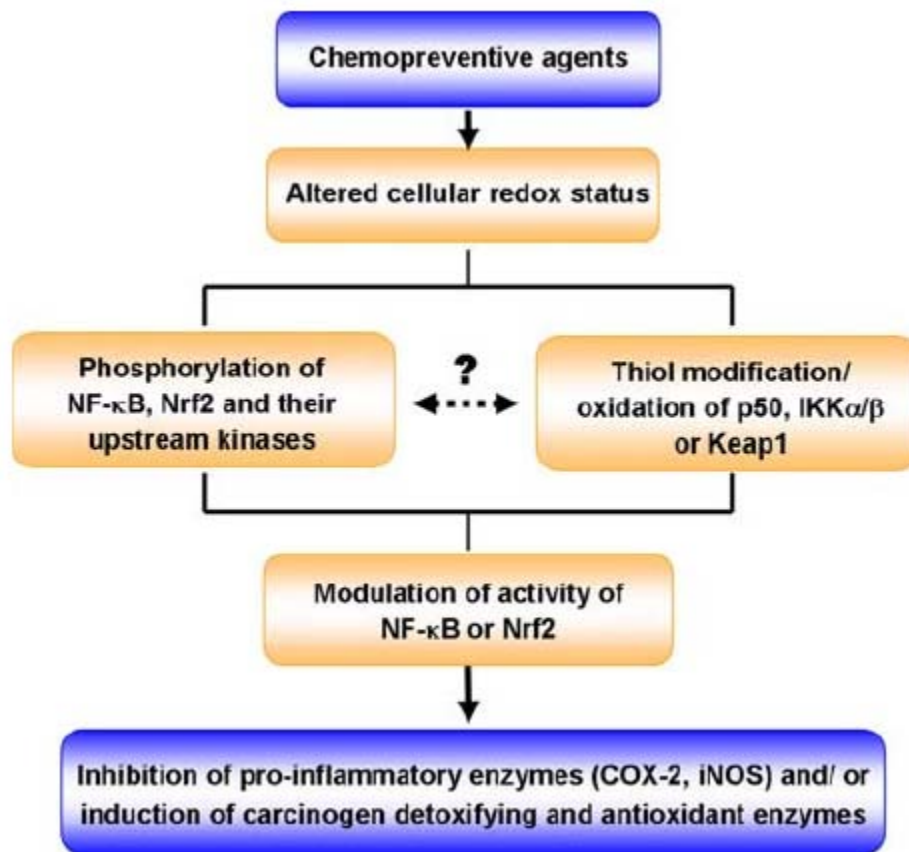 Chemopreventive agents
Altered cellular redox status
Phosphorylation of
NF-κB, Nrf2 and their
upstream kinases
?
Thiol modification/
oxidation of p50, IKKα/β
or Keap1
Modulation of activity of
NF-κB or Nrf2
Inhibition of pro-inflammatory enzymes (COX-2, iNOS) and/ or
induction of carcinogen detoxifying and antioxidant enzymes